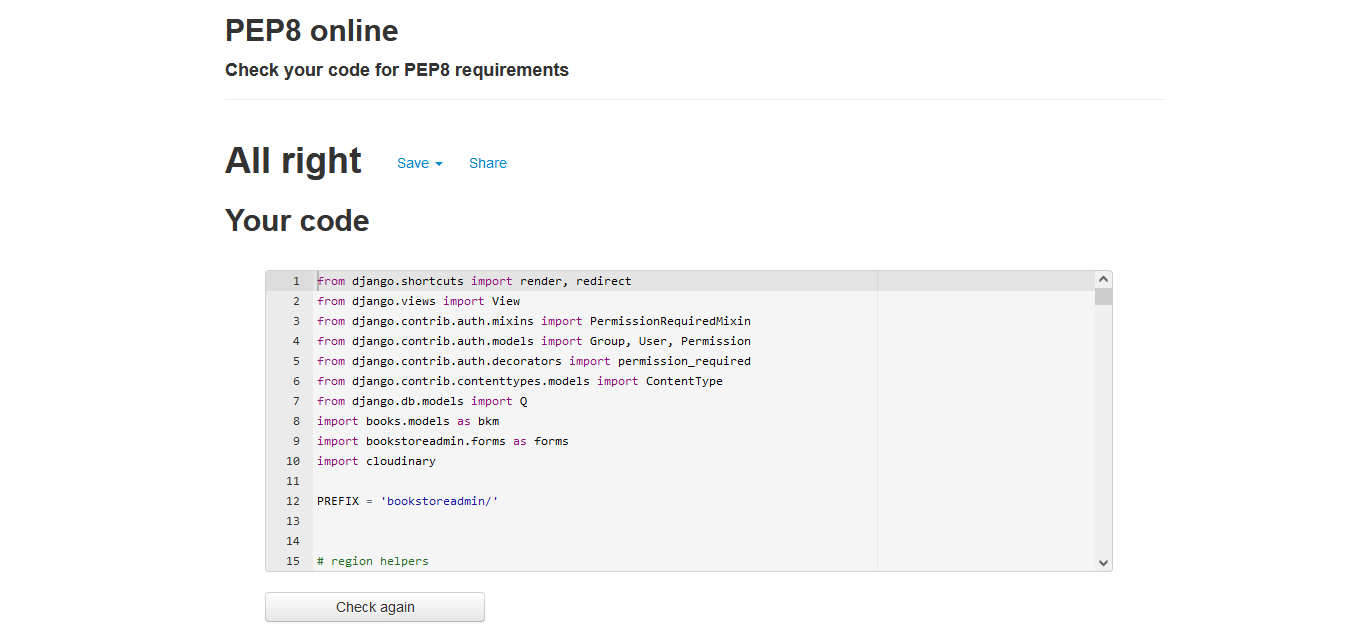 PEP8 online
Check your code for PEP8 requirements
All right Save Share
Your code
1 from django.shortcuts import render, redirect
2 from django.views import View
3 from django.contrib.auth.mixins import PermissionRequiredMixin
4 from django.contrib.auth.models import Group, User, Permission
5 from django.contrib.auth.decorators import permission_required
6 from django.contrib.contenttypes.models import ContentType
7 from django.db.models import Q
8 import books.models as bkm
9 import bookstoreadmin.forms as forms
10 import cloudinary
11
12 PREFIX = 'bookstoreadmin/'
13
14
15 # region helpers
Check again